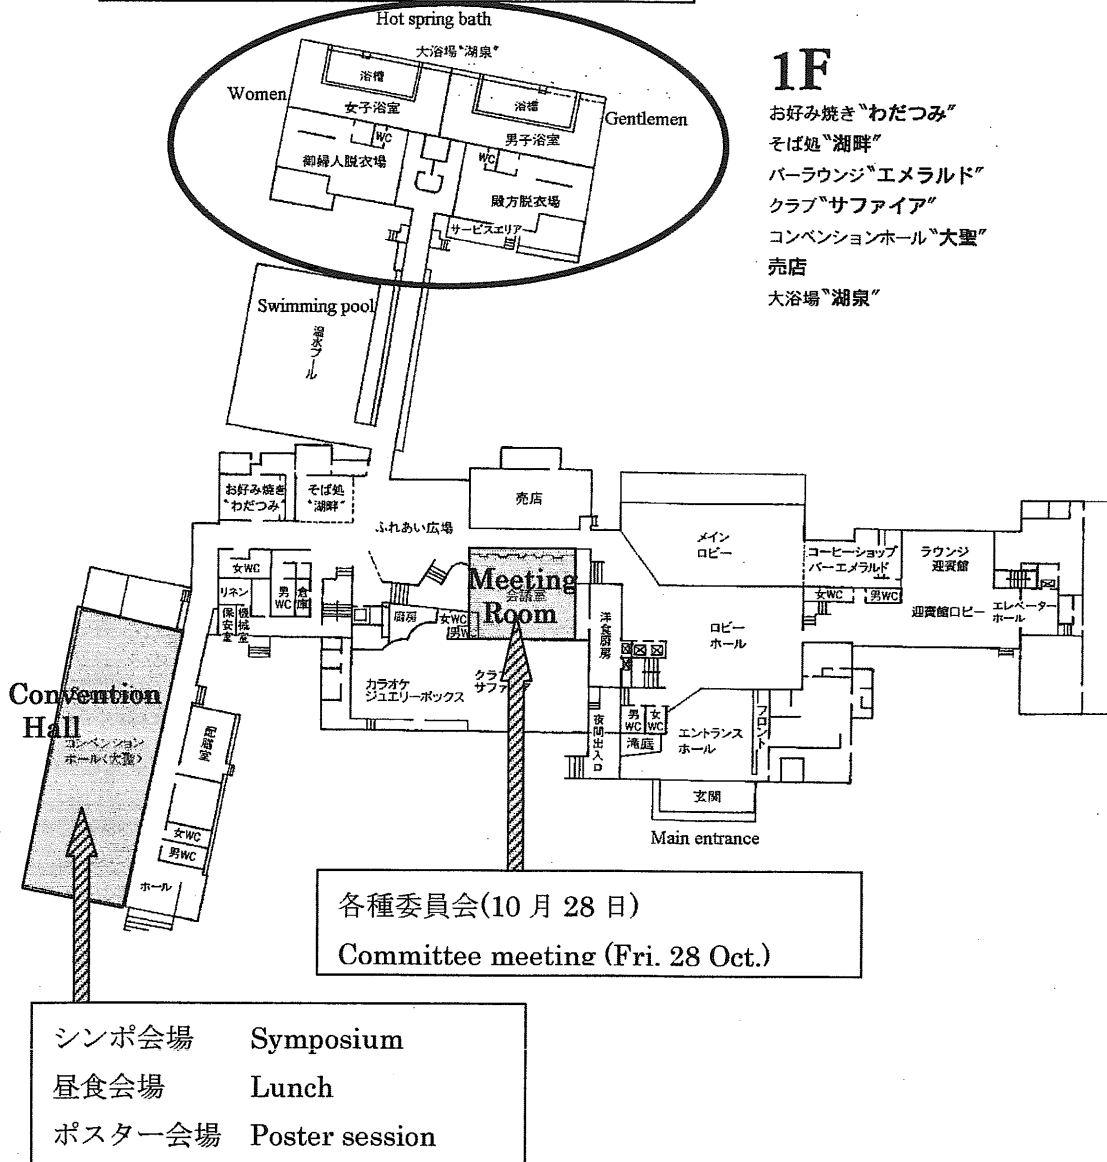 Hot spring bath
大浴場〝湖泉〞
浴槽
浴槽
Women
女子浴室
男子浴室
Gentlemen
WC
WC
御婦人脱衣場
殿方脱衣場
サービスエリア
1F
お好み焼き〝わだつみ〞
そば処〝湖畔〞
バーラウンジ〝エメラルド〞
クラブ〝サファイア〞
コンベンションホール〝大聖〞
売店
大浴場〝湖泉〞
Swimming pool
温水プール
お好み焼き
〝わだつみ〞
そば処
〝湖畔〞
売店
ふれあい広場
メイン
ロビー
コーヒーショップ
バーエメラルド
ラウンジ
迎賓館
女WC
リネン
男WC
倉庫
保安室
機械室
Meeting
会議室
Room
厨房
女WC
男W
洋食厨房
ロビー
ホール
女WC
男WC
迎賓館ロビー
エレベーター
ホール
Convention
Hall
コンベンション
ホール〈大聖〉
カラオケ
ジュエリーボックス
クラ
サファ
配膳室
夜間出入口
男WC
女WC
滝庭
エントランス
ホール
フロント
玄関
Main entrance
女WC
男WC
ホール
各種委員会(10 月 28 日)
Committee meeting (Fri. 28 Oct.)
シンポ会場 Symposium
昼食会場 Lunch
ポスター会場 Poster session